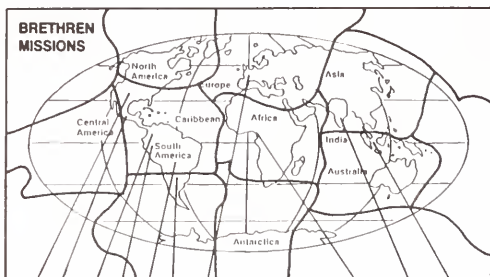 BRETHREN
MISSIONS
North
America
Europe
Asia
Central
America
Caribbean
Africa
South
America
India
Australia
Antarctica